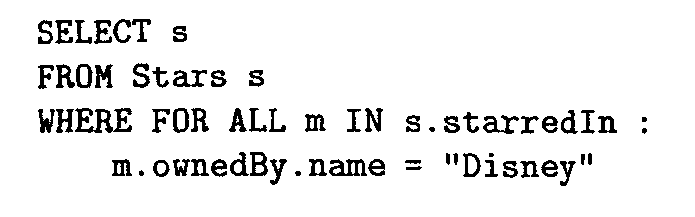 SELECT s
FROM Stars s
WHERE FOR ALL m IN s.starredIn :
    m.ownedBy.name = "Disney"